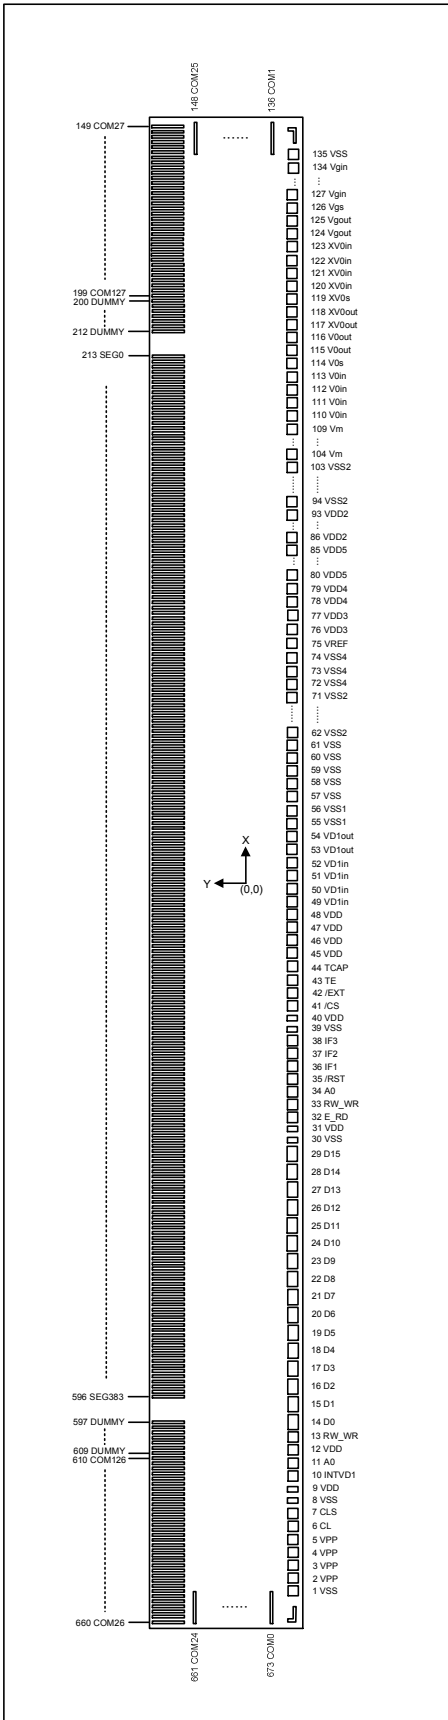 148 COM25
136 COM1
149 COM27
199 COM127
200 DUMMY
212 DUMMY
213 SEG0
596 SEG383
597 DUMMY
609 DUMMY
610 COM126
660 COM26
135 VSS
134 Vgin
127 Vgin
126 Vgs
125 Vgout
124 Vgout
123 XV0in
122 XV0in
121 XV0in
120 XV0in
119 XV0s
118 XV0out
117 XV0out
116 V0out
115 V0out
114 V0s
113 V0in
112 V0in
111 V0in
110 V0in
109 Vm
104 Vm
103 VSS2
94 VSS2
93 VDD2
86 VDD2
85 VDD5
80 VDD5
79 VDD4
78 VDD4
77 VDD3
76 VDD3
75 VREF
74 VSS4
73 VSS4
72 VSS4
71 VSS2
62 VSS2
61 VSS
60 VSS
59 VSS
58 VSS
57 VSS
56 VSS1
55 VSS1
54 VD1out
53 VD1out
52 VD1in
51 VD1in
50 VD1in
49 VD1in
48 VDD
47 VDD
46 VDD
45 VDD
44 TCAP
43 TE
42 /EXT
41 /CS
40 VDD
39 VSS
38 IF3
37 IF2
36 IF1
35 /RST
34 A0
33 RW_WR
32 E_RD
31 VDD
30 VSS
29 D15
28 D14
27 D13
26 D12
25 D11
24 D10
23 D9
22 D8
21 D7
20 D6
19 D5
18 D4
17 D3
16 D2
15 D1
14 D0
13 RW_WR
12 VDD
11 A0
10 INTVD1
9 VDD
8 VSS
7 CLS
6 CL
5 VPP
4 VPP
3 VPP
2 VPP
1 VSS
X
Y
(0,0)
661 COM24
673 COM0